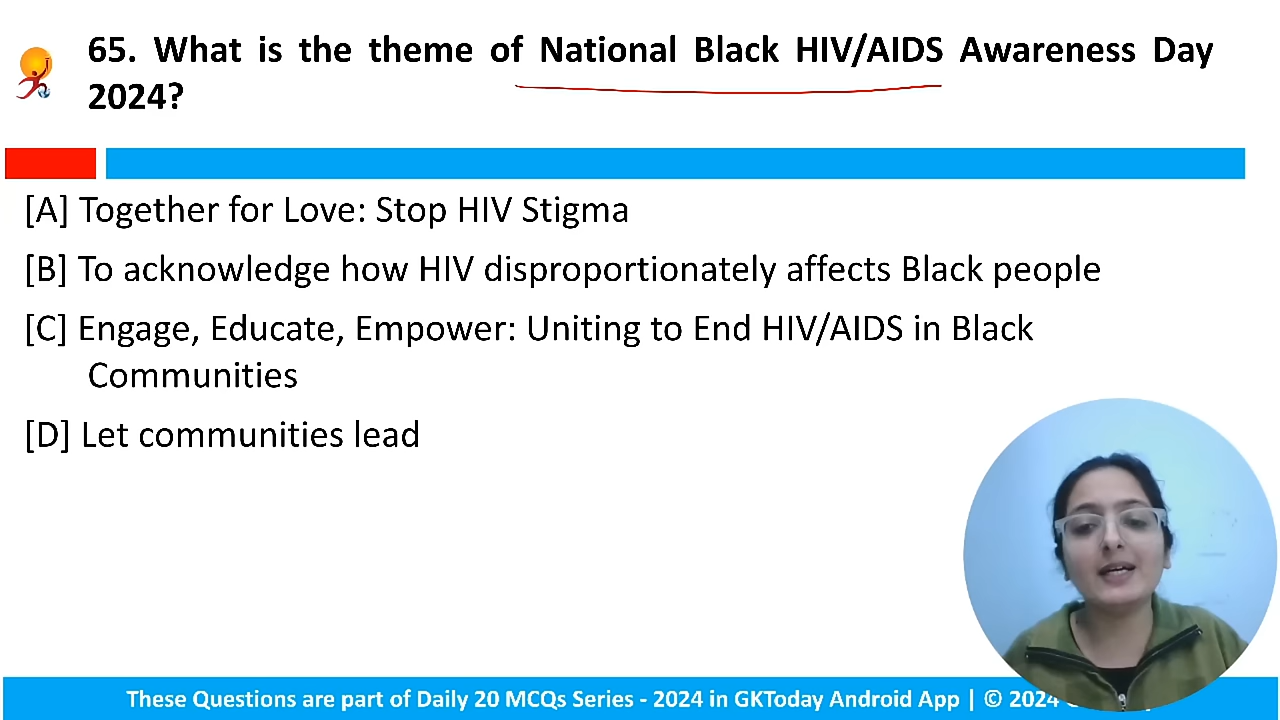 65. What is the theme of National Black HIV/AIDS Awareness Day
2024?
[A] Together for Love: Stop HIV Stigma
[B] To acknowledge how HIV disproportionately affects Black people
[C] Engage, Educate, Empower: Uniting to End HIV/AIDS in Black
Communities
[D] Let communities lead
These Questions are part of Daily 20 MCQs Series - 2024 in GKToday Android App | © 2024